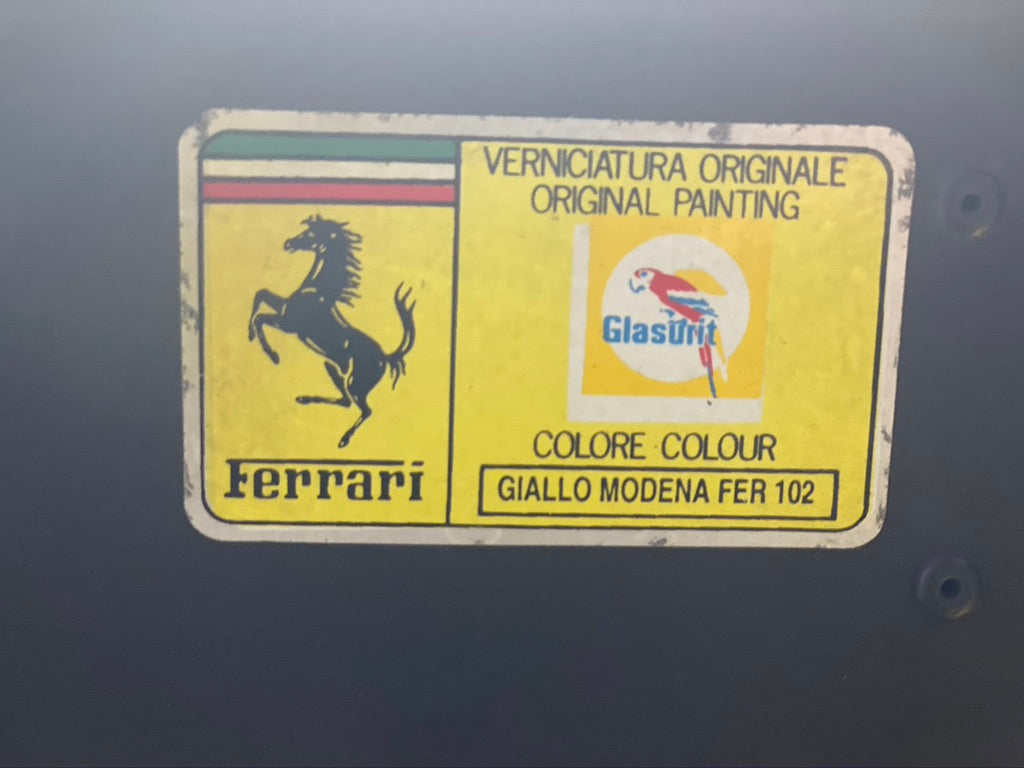 VERNICIATURA ORIGINALE
ORIGINAL PAINTING
Glasurit
COLORE · COLOUR
GIALLO MODENA FER 102
Ferrari